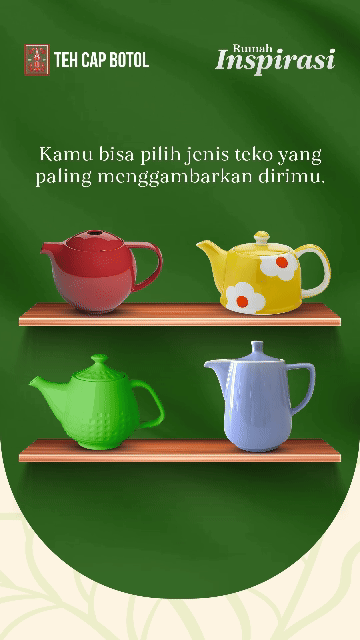 TEH CAP BOTOL
Rumah
Inspirasi
Kamu bisa pilih jenis teko yang
paling menggambarkan dirimu.